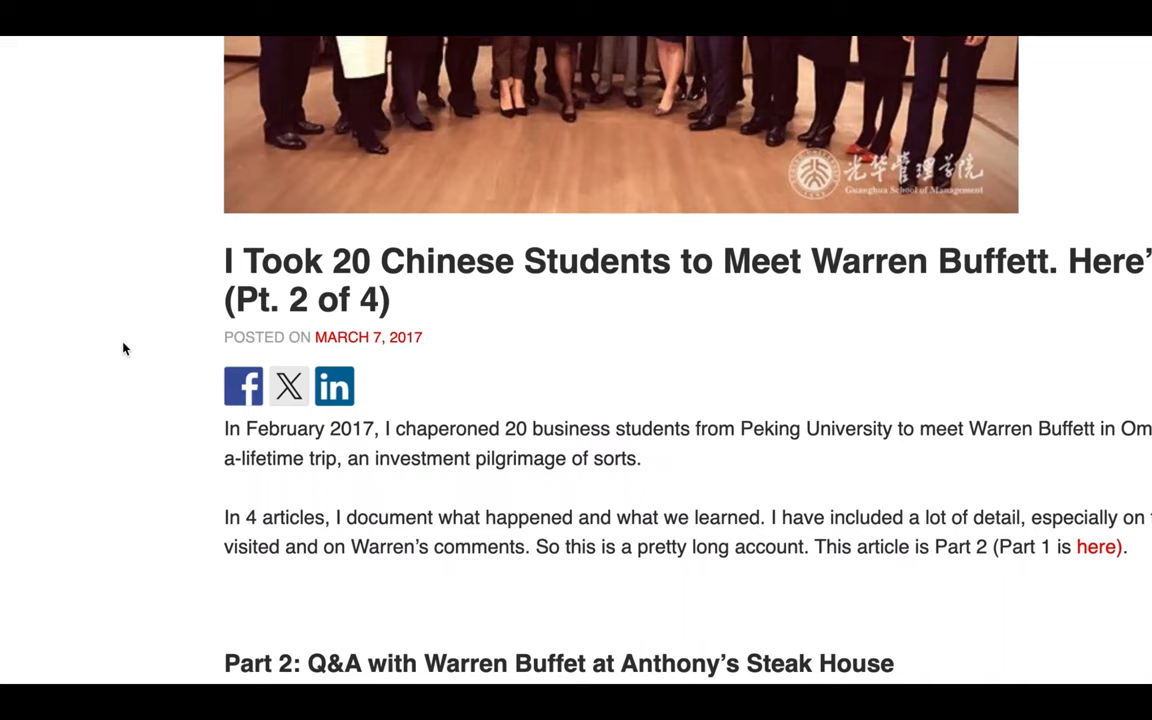 光华管理学院
Guanghua School of Management
I Took 20 Chinese Students to Meet Warren Buffett. Here’
(Pt. 2 of 4)
POSTED ON MARCH 7, 2017
In February 2017, I chaperoned 20 business students from Peking University to meet Warren Buffett in Om
a-lifetime trip, an investment pilgrimage of sorts.
In 4 articles, I document what happened and what we learned. I have included a lot of detail, especially on
visited and on Warren’s comments. So this is a pretty long account. This article is Part 2 (Part 1 is here).
Part 2: Q&A with Warren Buffet at Anthony’s Steak House